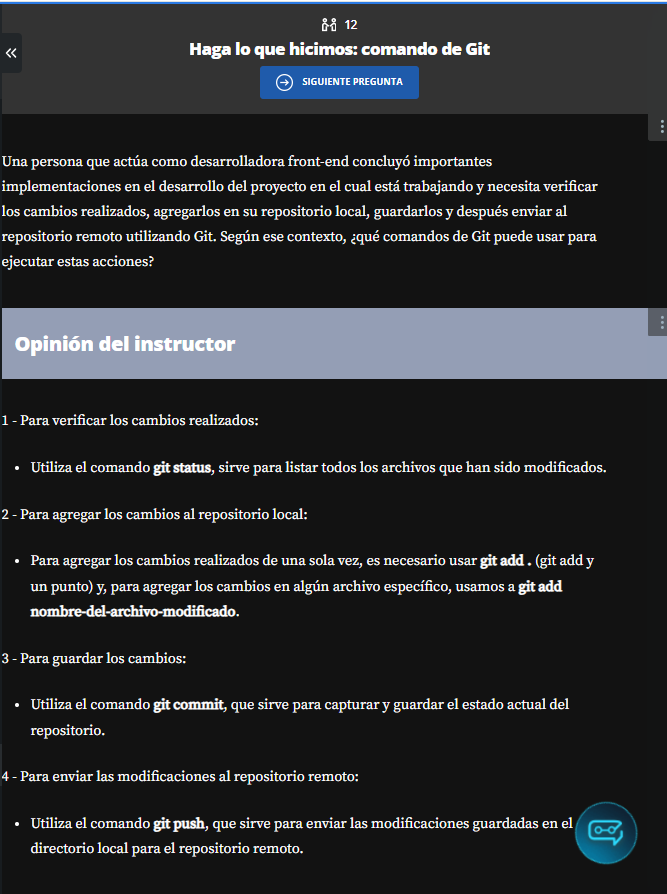 12
Haga lo que hicimos: comando de Git
SIGUIENTE PREGUNTA
Una persona que actúa como desarrolladora front-end concluyó importantes
implementaciones en el desarrollo del proyecto en el cual está trabajando y necesita verificar
los cambios realizados, agregarlos en su repositorio local, guardarlos y después enviar al
repositorio remoto utilizando Git. Según ese contexto, ¿qué comandos de Git puede usar para
ejecutar estas acciones?
Opinión del instructor
1 - Para verificar los cambios realizados:
• Utiliza el comando git status, sirve para listar todos los archivos que han sido modificados.
2 - Para agregar los cambios al repositorio local:
• Para agregar los cambios realizados de una sola vez, es necesario usar git add . (git add y
un punto) y, para agregar los cambios en algún archivo específico, usamos a git add
nombre-del-archivo-modificado.
3 - Para guardar los cambios:
• Utiliza el comando git commit, que sirve para capturar y guardar el estado actual del
repositorio.
4 - Para enviar las modificaciones al repositorio remoto:
• Utiliza el comando git push, que sirve para enviar las modificaciones guardadas en el
directorio local para el repositorio remoto.